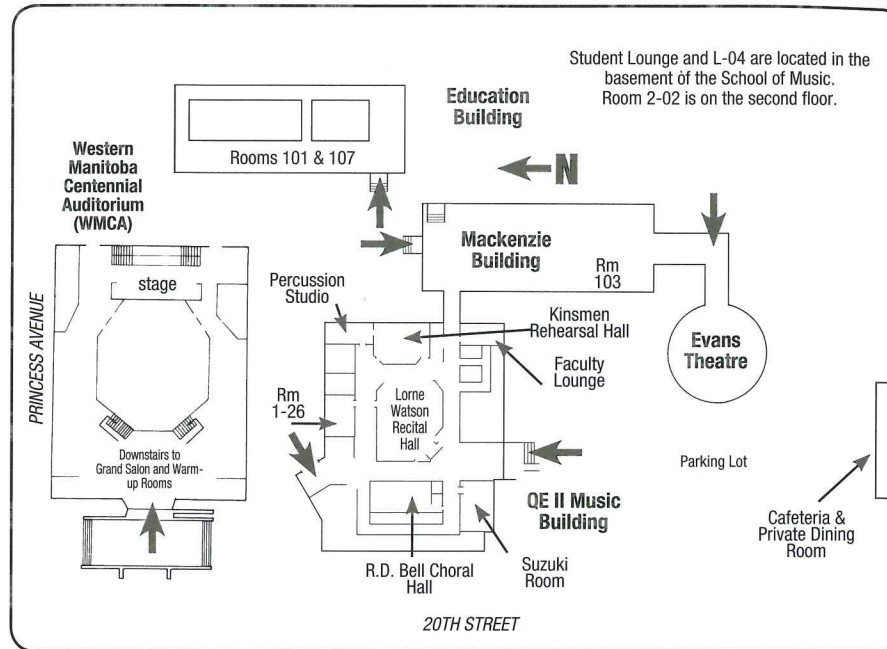 Student Lounge and L-04 are located in the
basement of the School of Music.
Room 2-02 is on the second floor.
Education
Building
Rooms 101 & 107
N
Western
Manitoba
Centennial
Auditorium
(WMCA)
stage
PRINCESS AVENUE
Downstairs to
Grand Salon and Warm-
up Rooms
Mackenzie
Building
Rm
103
Percussion
Studio
Kinsmen
Rehearsal Hall
Faculty
Lounge
Evans
Theatre
Rm
1-26
Lorne
Watson
Recital
Hall
Parking Lot
QE II Music
Building
Cafeteria &
Private Dining
Room
R.D. Bell Choral
Hall
Suzuki
Room
20TH STREET